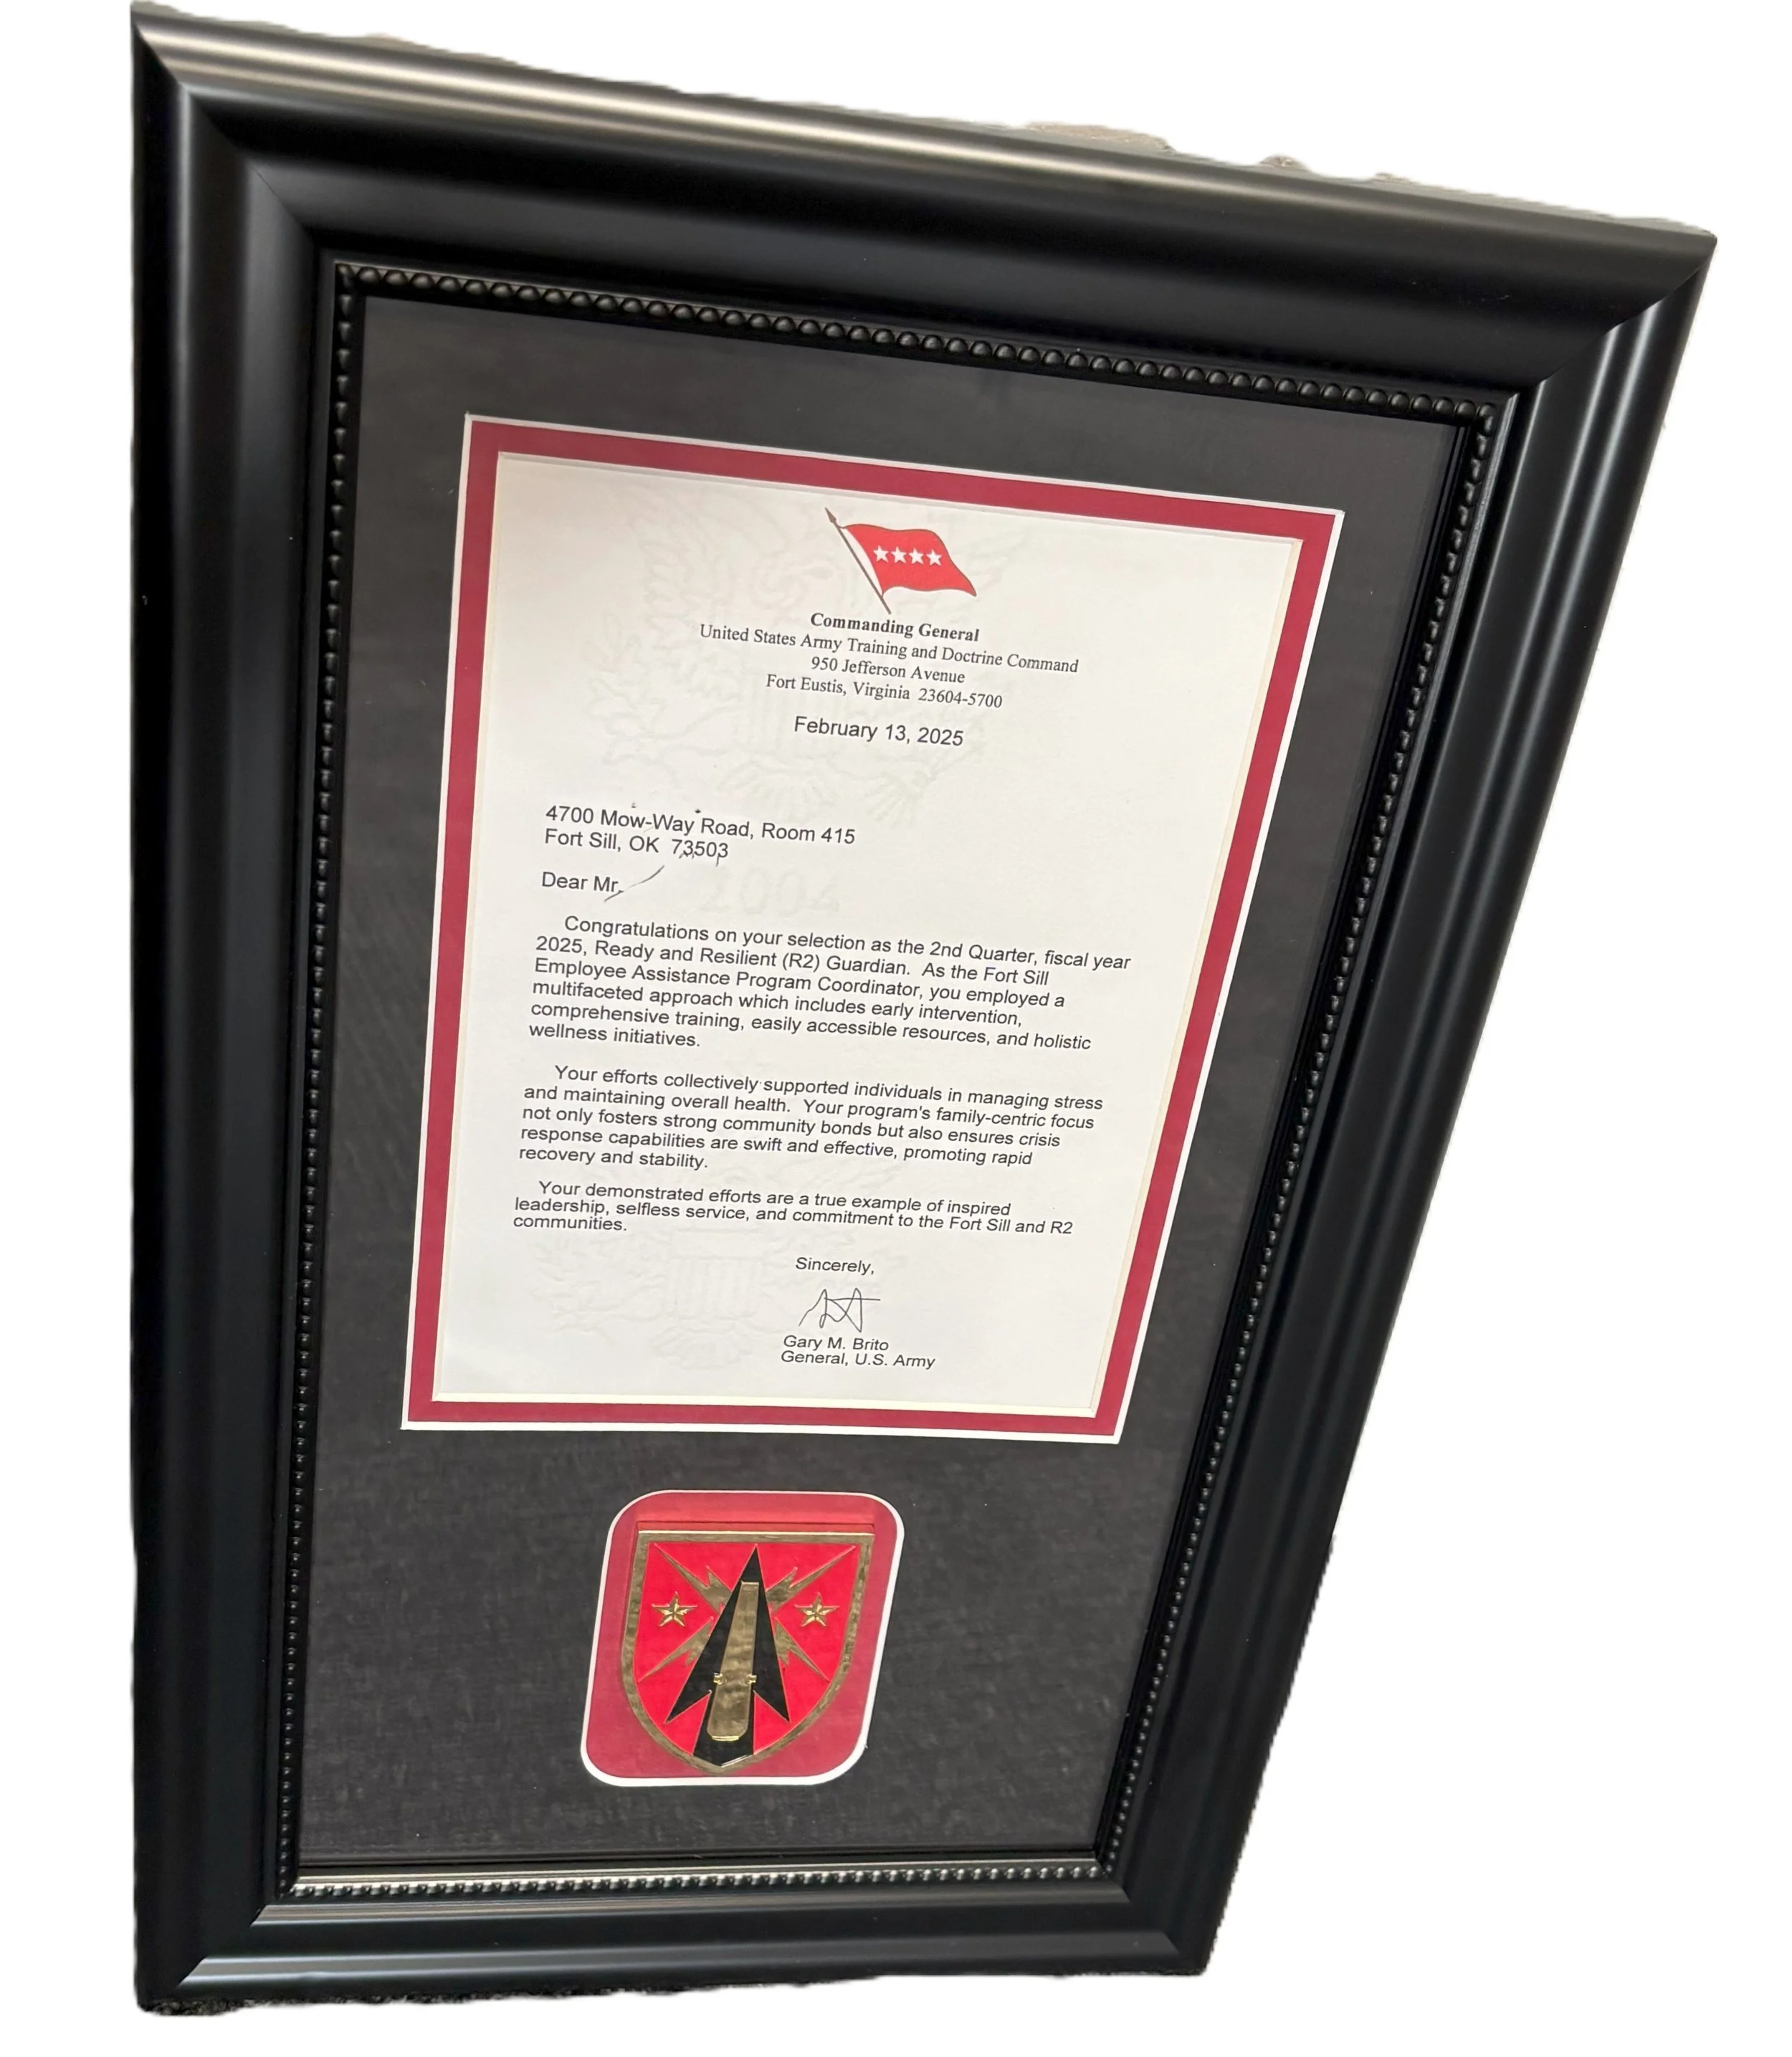 Commanding General
United States Army Training and Doctrine Command
950 Jefferson Avenue
Fort Eustis, Virginia 23604-5700
February 13, 2025
4700 Mow-Way Road, Room 415
Fort Sill, OK 73503
Dear Mr.
2004
Congratulations on your selection as the 2nd Quarter, fiscal year
2025, Ready and Resilient (R2) Guardian. As the Fort Sill
Employee Assistance Program Coordinator, you employed a
multifaceted approach which includes early intervention,
comprehensive training, easily accessible resources, and holistic
wellness initiatives.
Your efforts collectively supported individuals in managing stress
and maintaining overall health. Your program's family-centric focus
not only fosters strong community bonds but also ensures crisis
response capabilities are swift and effective, promoting rapid
recovery and stability.
Your demonstrated efforts are a true example of inspired
leadership, selfless service, and commitment to the Fort Sill and R2
communities.
Sincerely,
Gary M. Brito
General, U.S. Army